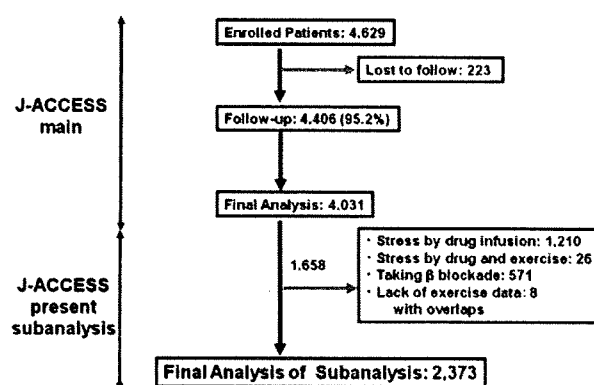 Enrolled Patients: 4.629
Lost to follow: 223
J-ACCESS
main
Follow-up: 4,406 (95.2%)
Final Analysis: 4.031
1.658
· Stress by drug infusion: 1,210
· Stress by drug and exercise: 26
· Taking β blockade: 571
· Lack of exercise data: 8
with overlaps
J-ACCESS
present
subanalysis
Final Analysis of Subanalysis: 2,373